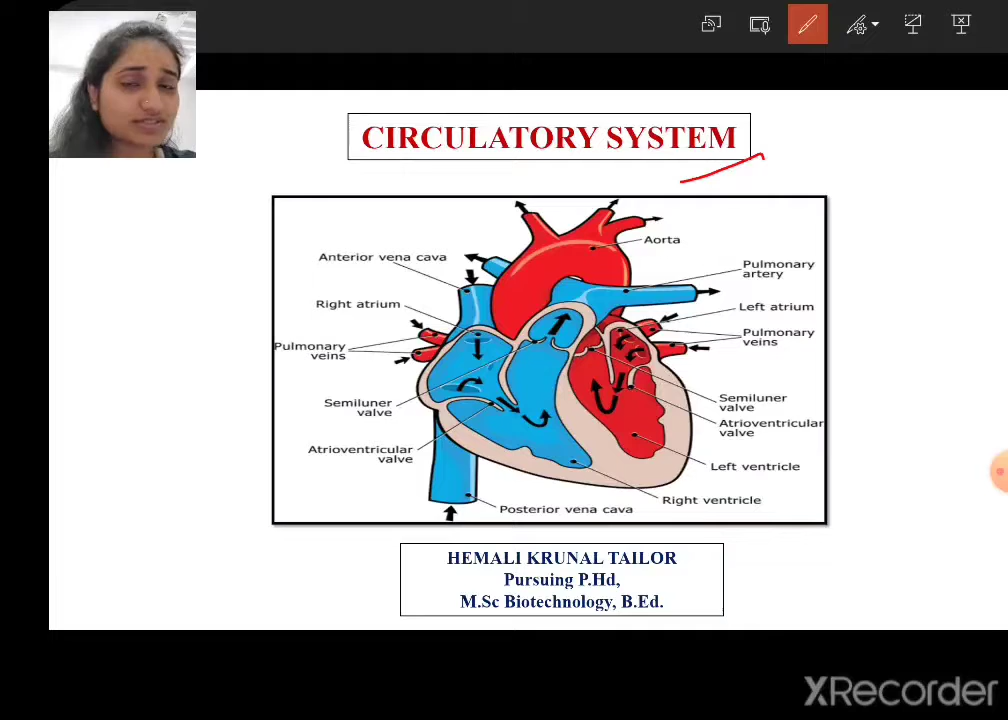 CIRCULATORY SYSTEM
Aorta
Anterior vena cava
Pulmonary
artery
Right atrium
Left atrium
Pulmonary
veins
Pulmonary
veins
Semiluner
valve
Semiluner
valve
Atrioventricular
valve
Atrioventricular
valve
Left ventricle
Right ventricle
Posterior vena cava
HEMALI KRUNAL TAILOR
Pursuing P.Hd,
M.Sc Biotechnology, B.Ed.
XRecorder